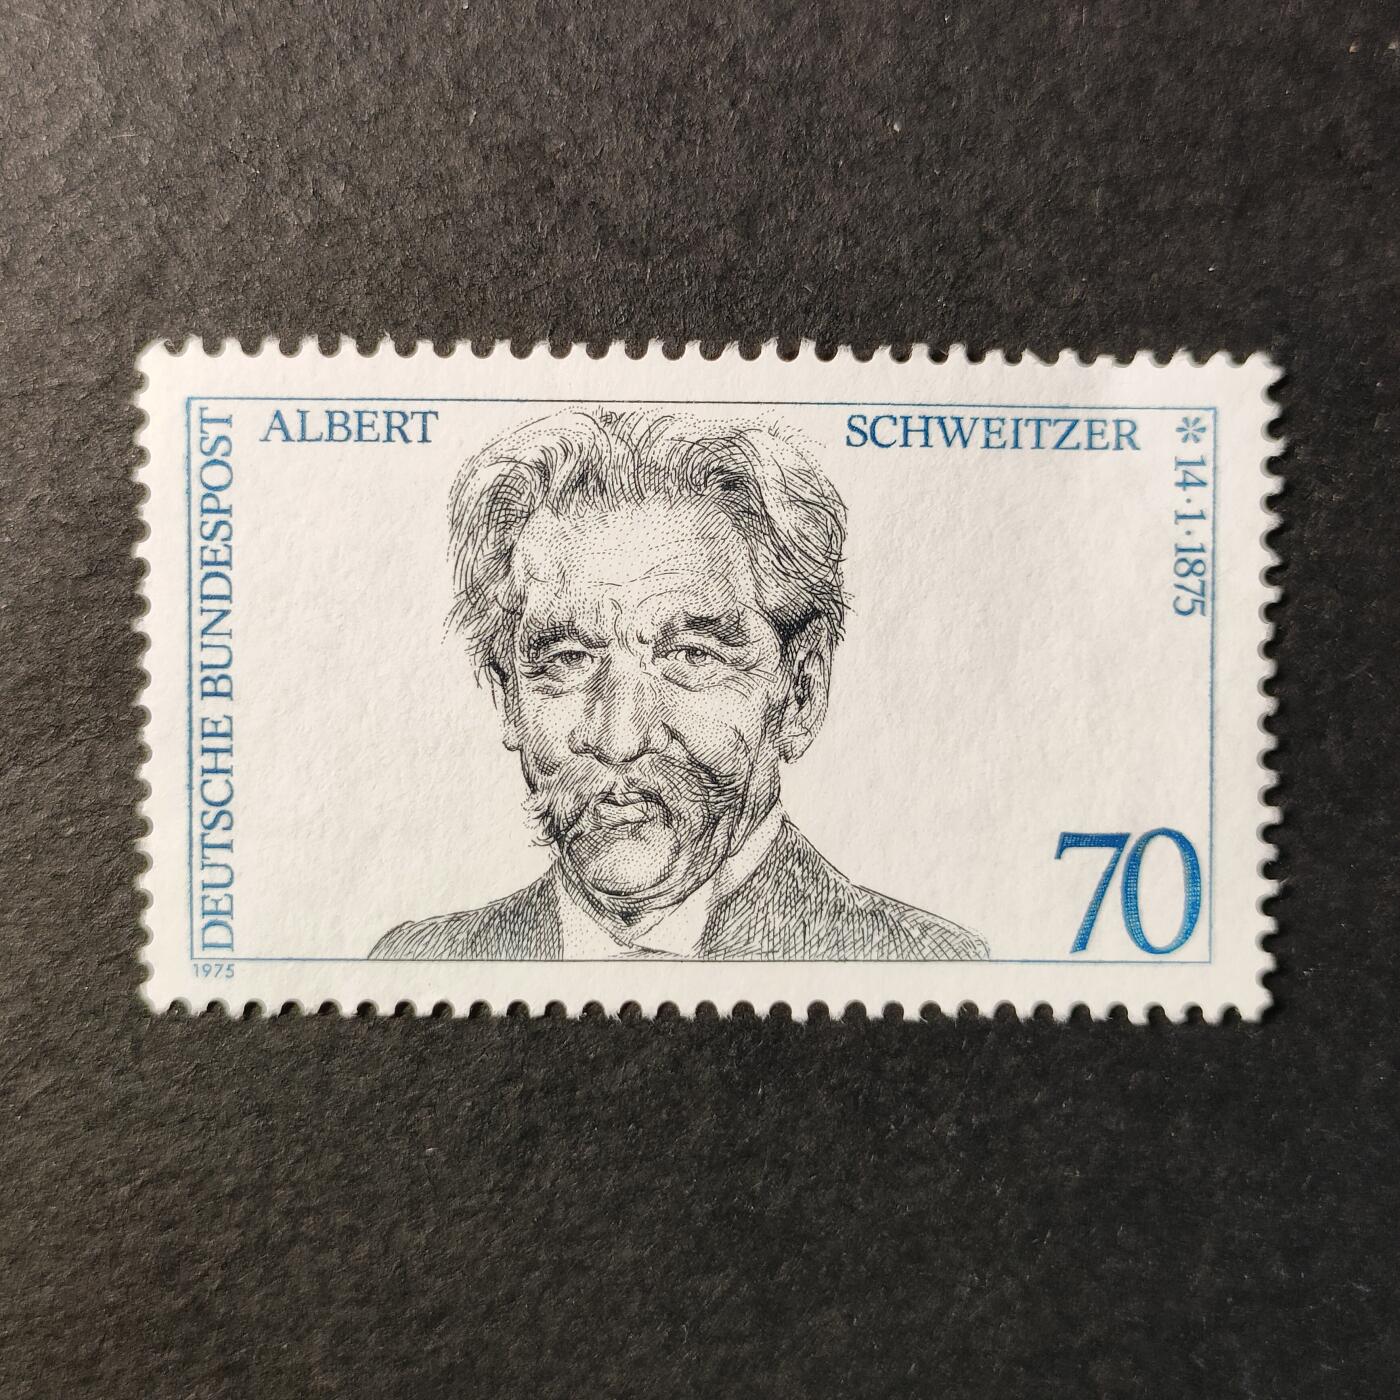 DEUTSCHE BUNDESPOST
ALBERT SCHWEITZER
* 14·1·1875
70
1975